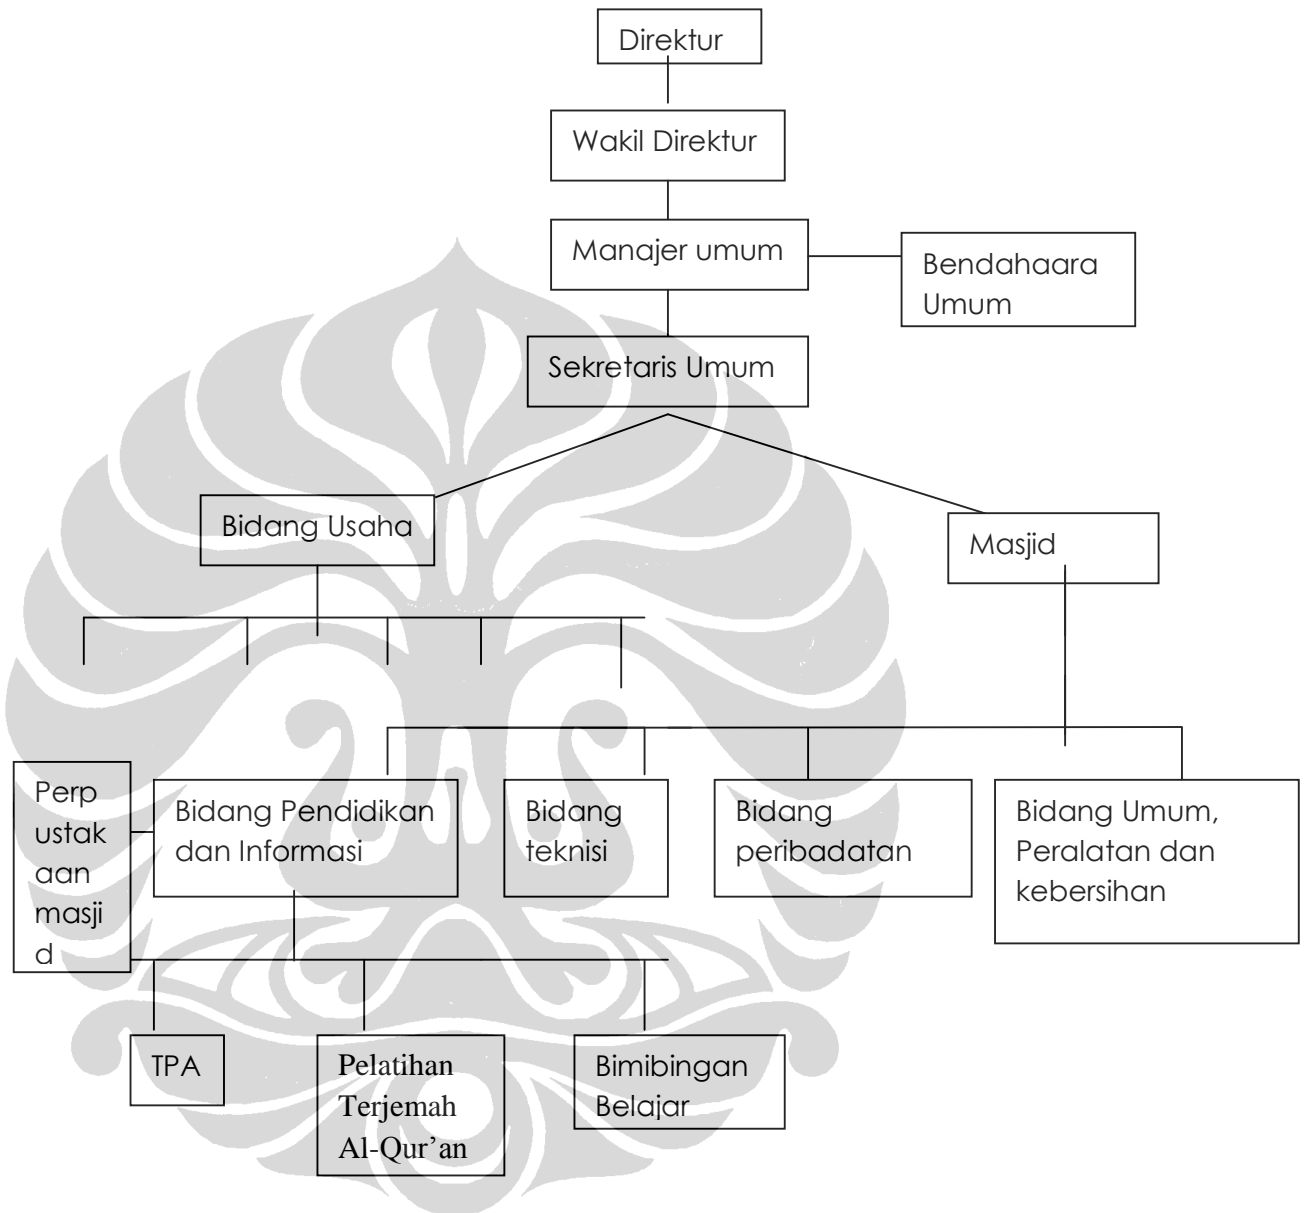 Direktur
Wakil Direktur
Manajer umum
Bendahaara
Umum
Sekretaris Umum
Bidang Usaha
Masjid
Perp
ustak
aan
masji
d
Bidang Pendidikan
dan Informasi
Bidang
teknisi
Bidang
peribadatan
Bidang Umum,
Peralatan dan
kebersihan
TPA
Pelatihan
Terjemah
Al-Qur’an
Bimibingan
Belajar